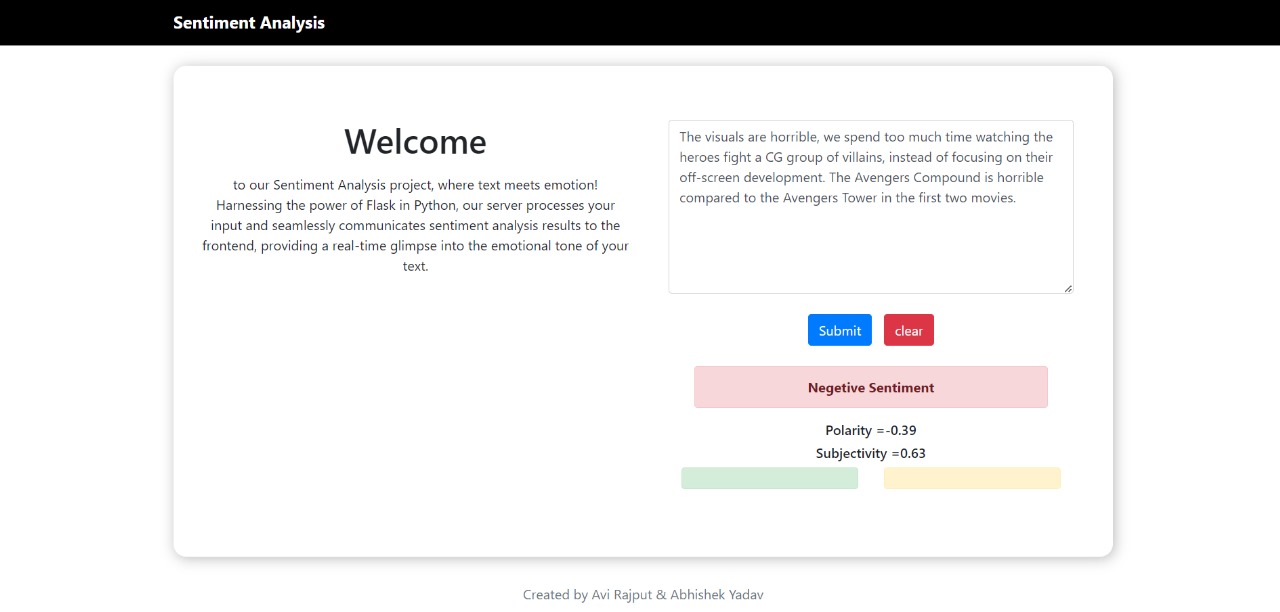 Sentiment Analysis
Welcome
to our Sentiment Analysis project, where text meets emotion!
Harnessing the power of Flask in Python, our server processes your
input and seamlessly communicates sentiment analysis results to the
frontend, providing a real-time glimpse into the emotional tone of your
text.
The visuals are horrible, we spend too much time watching the
heroes fight a CG group of villains, instead of focusing on their
off-screen development. The Avengers Compound is horrible
compared to the Avengers Tower in the first two movies.
Submit clear
Negetive Sentiment
Polarity =-0.39
Subjectivity =0.63
Created by Avi Rajput & Abhishek Yadav